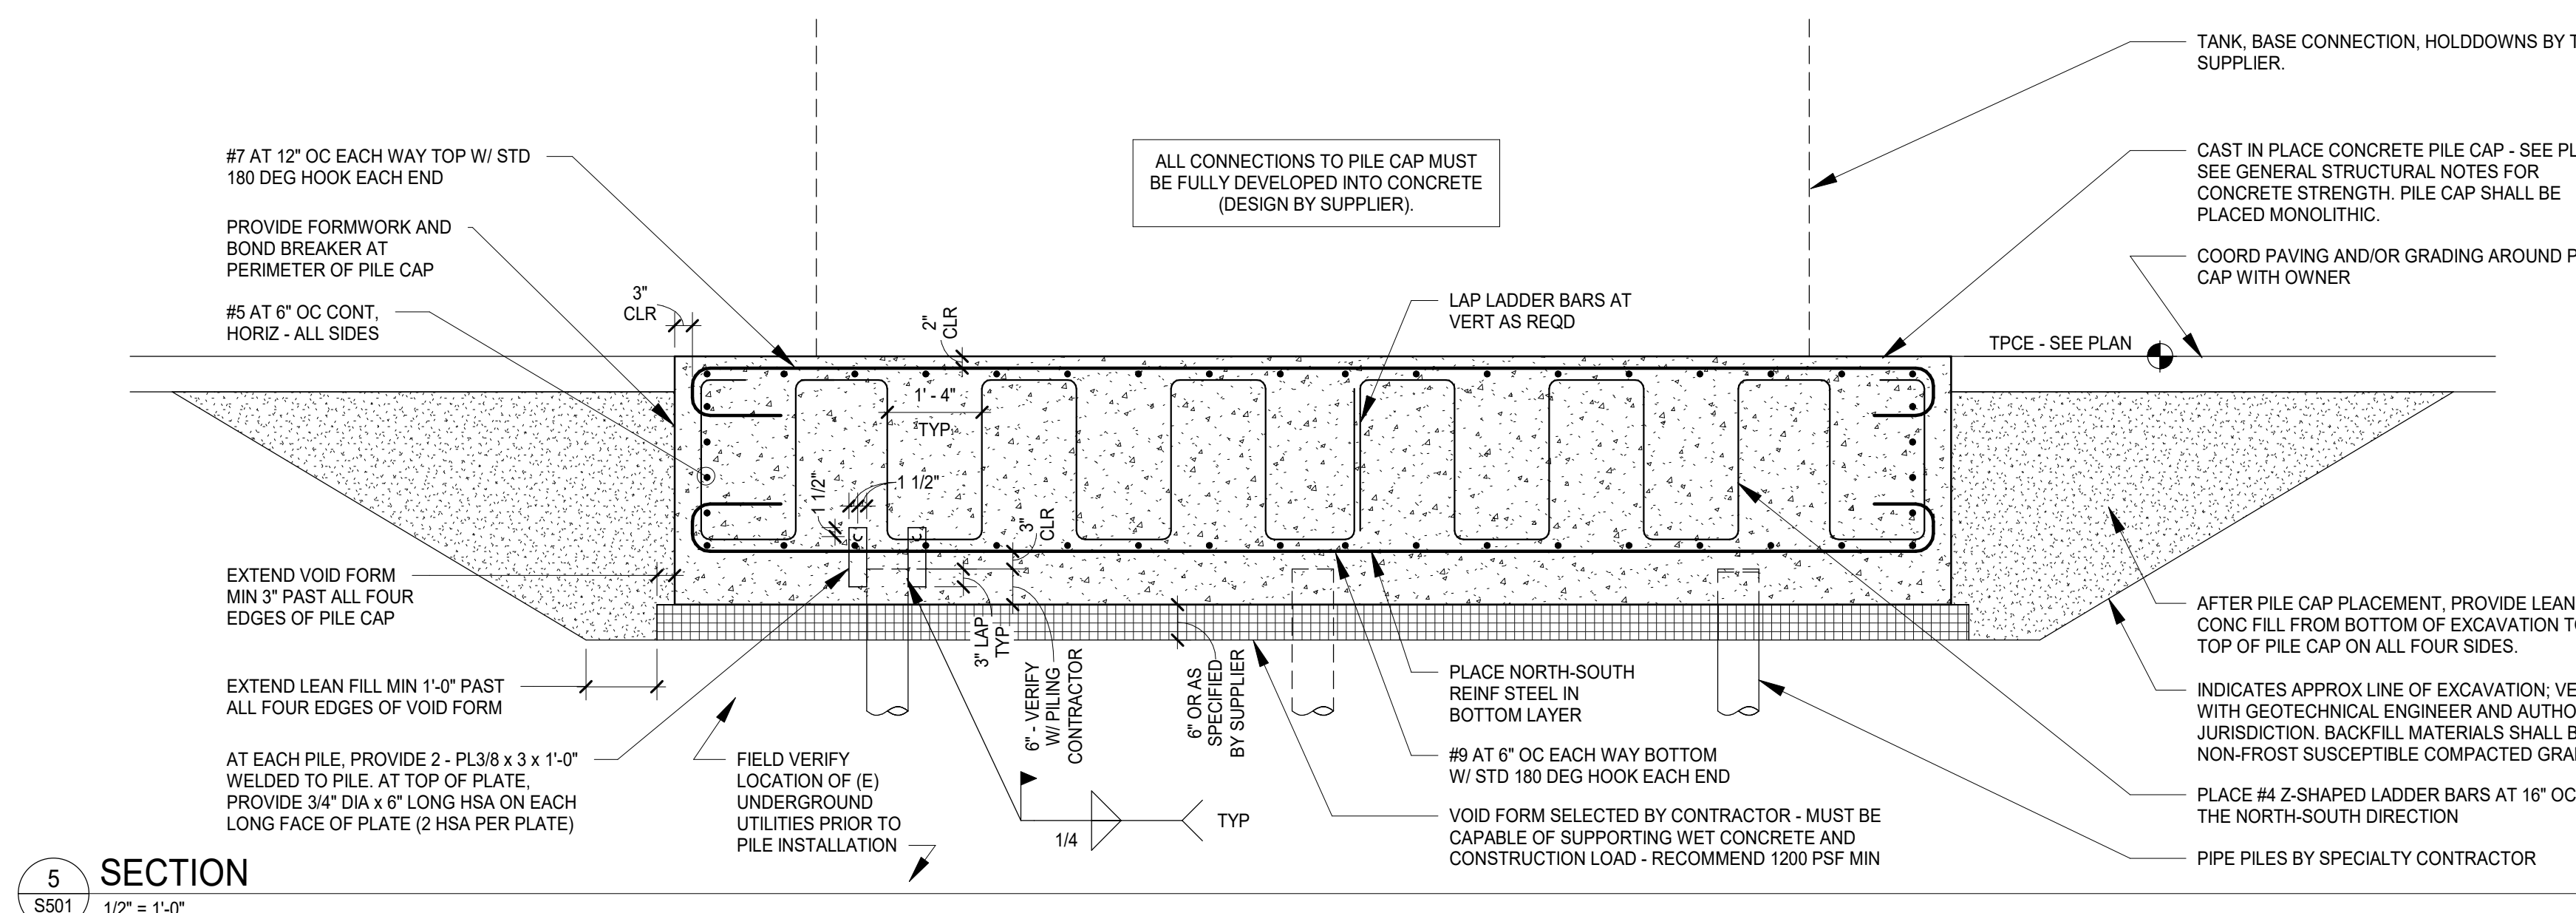 TANK, BASE CONNECTION, HOLDDOWNS BY
SUPPLIER.
#7 AT 12" OC EACH WAY TOP W/ STD
180 DEG HOOK EACH END
ALL CONNECTIONS TO PILE CAP MUST
BE FULLY DEVELOPED INTO CONCRETE
(DESIGN BY SUPPLIER).
CAST IN PLACE CONCRETE PILE CAP - SEE
SEE GENERAL STRUCTURAL NOTES FOR
CONCRETE STRENGTH. PILE CAP SHALL BE
PLACED MONOLITHIC.
PROVIDE FORMWORK AND
BOND BREAKER AT
PERIMETER OF PILE CAP
COORD PAVING AND/OR GRADING AROUND
CAP WITH OWNER
#5 AT 6" OC CONT,
HORIZ - ALL SIDES
3"
CLR
2"
CLR
LAP LADDER BARS AT
VERT AS REQD
TPCE - SEE PLAN
1' - 4"
TYP
1 1/2"
1 1/2"
3"
CLR
EXTEND VOID FORM
MIN 3" PAST ALL FOUR
EDGES OF PILE CAP
3" LAP
TYP
6" - VERIFY
W/ PILING
CONTRACTOR
6" OR AS
SPECIFIED
BY SUPPLIER
AFTER PILE CAP PLACEMENT, PROVIDE LEAN
CONC FILL FROM BOTTOM OF EXCAVATION
TOP OF PILE CAP ON ALL FOUR SIDES.
EXTEND LEAN FILL MIN 1'-0" PAST
ALL FOUR EDGES OF VOID FORM
PLACE NORTH-SOUTH
REINF STEEL IN
BOTTOM LAYER
INDICATES APPROX LINE OF EXCAVATION;
WITH GEOTECHNICAL ENGINEER AND
JURISDICTION. BACKFILL MATERIALS SHALL
NON-FROST SUSCEPTIBLE COMPACTED
AT EACH PILE, PROVIDE 2 - PL3/8 x 3 x 1'-0"
WELDED TO PILE. AT TOP OF PLATE,
PROVIDE 3/4" DIA x 6" LONG HSA ON EACH
LONG FACE OF PLATE (2 HSA PER PLATE)
FIELD VERIFY
LOCATION OF (E)
UNDERGROUND
UTILITIES PRIOR TO
PILE INSTALLATION
1/4
TYP
#9 AT 6" OC EACH WAY BOTTOM
W/ STD 180 DEG HOOK EACH END
VOID FORM SELECTED BY CONTRACTOR - MUST BE
CAPABLE OF SUPPORTING WET CONCRETE AND
CONSTRUCTION LOAD - RECOMMEND 1200 PSF MIN
PLACE #4 Z-SHAPED LADDER BARS AT 16" OC
THE NORTH-SOUTH DIRECTION
PIPE PILES BY SPECIALTY CONTRACTOR
5
SECTION
S501
1/2" = 1'-0"